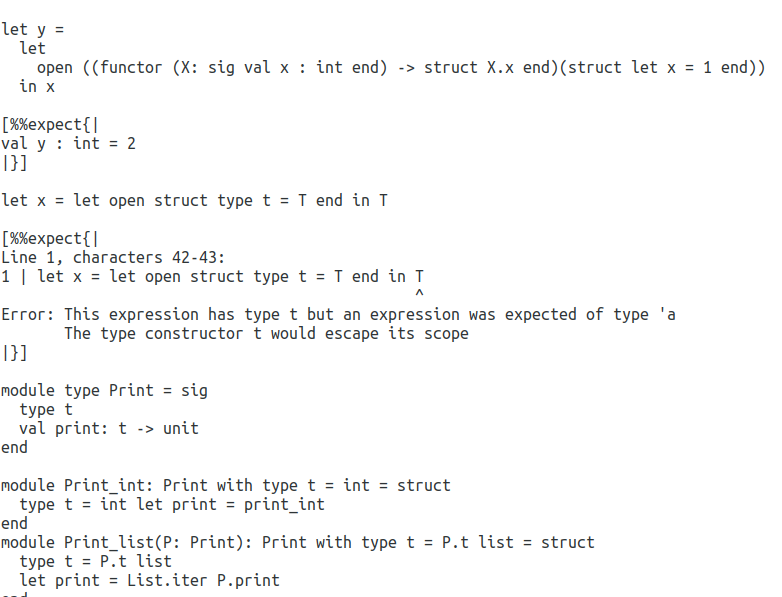 let y =
  let
    open ((functor (X: sig val x : int end) -> struct X.x end)(struct let x = 1 end))
  in x

[%%expect{|
val y : int = 2
|}]

let x = let open struct type t = T end in T

[%%expect{|
Line 1, characters 42-43:
1 | let x = let open struct type t = T end in T
                                              ^
Error: This expression has type t but an expression was expected of type 'a
       The type constructor t would escape its scope
|}]

module type Print = sig
  type t
  val print: t -> unit
end

module Print_int: Print with type t = int = struct
  type t = int let print = print_int
end
module Print_list(P: Print): Print with type t = P.t list = struct
  type t = P.t list
  let print = List.iter P.print
end